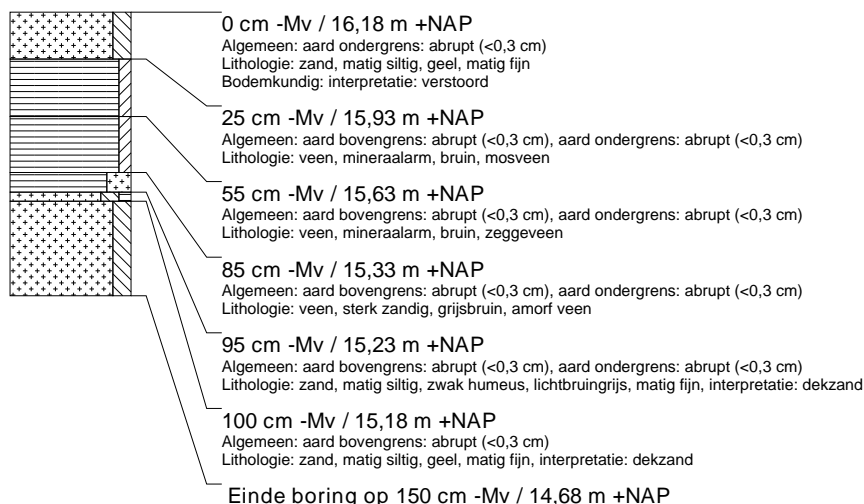 0 cm -Mv / 16,18 m +NAP
Algemeen: aard ondergrens: abrupt (<0,3 cm)
Lithologie: zand, matig siltig, geel, matig fijn
Bodemkundig: interpretatie: verstoord
25 cm -Mv / 15,93 m +NAP
Algemeen: aard bovengrens: abrupt (<0,3 cm), aard ondergrens: abrupt (<0,3 cm)
Lithologie: veen, mineraalarm, bruin, mosveen
55 cm -Mv / 15,63 m +NAP
Algemeen: aard bovengrens: abrupt (<0,3 cm), aard ondergrens: abrupt (<0,3 cm)
Lithologie: veen, mineraalarm, bruin, zeggeveen
85 cm -Mv / 15,33 m +NAP
Algemeen: aard bovengrens: abrupt (<0,3 cm), aard ondergrens: abrupt (<0,3 cm)
Lithologie: veen, sterk zandig, grijsbruin, amorf veen
95 cm -Mv / 15,23 m +NAP
Algemeen: aard bovengrens: abrupt (<0,3 cm), aard ondergrens: abrupt (<0,3 cm)
Lithologie: zand, matig siltig, zwak humeus, lichtbruingrijs, matig fijn, interpretatie: dekzand
100 cm -Mv / 15,18 m +NAP
Algemeen: aard bovengrens: abrupt (<0,3 cm)
Lithologie: zand, matig siltig, geel, matig fijn, interpretatie: dekzand
Einde boring op 150 cm -Mv / 14,68 m +NAP